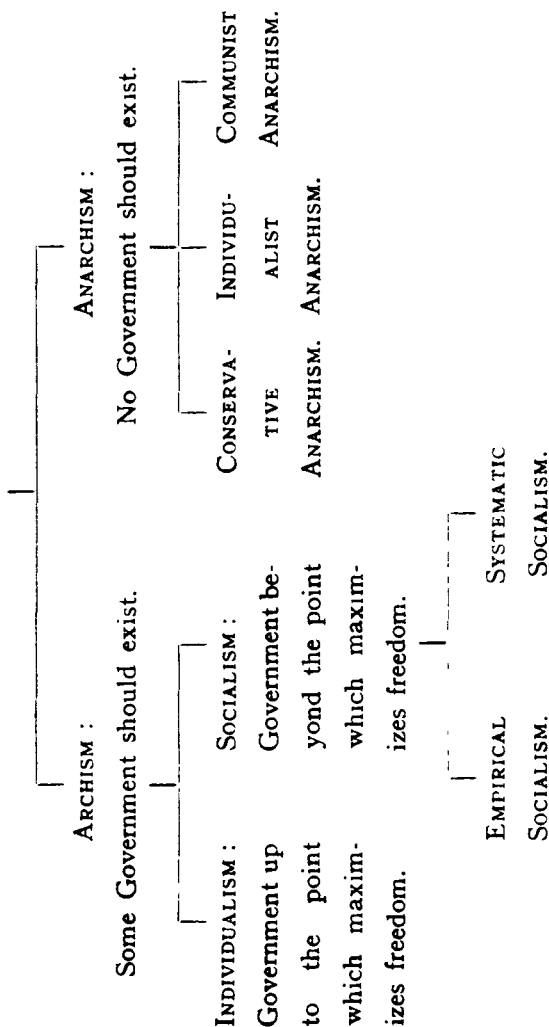 ARCHISM :
Some Government should exist.
ANARCHISM :
No Government should exist.
INDIVIDUALISM :
Government up
to the point
which maxim-
izes freedom.
SOCIALISM :
Government be-
yond the point
which maxim-
izes freedom.
CONSERVA-
TIVE
ANARCHISM.
INDIVIDU-
ALIST
ANARCHISM.
COMMUNIST
ANARCHISM.
EMPIRICAL
SOCIALISM.
SYSTEMATIC
SOCIALISM.